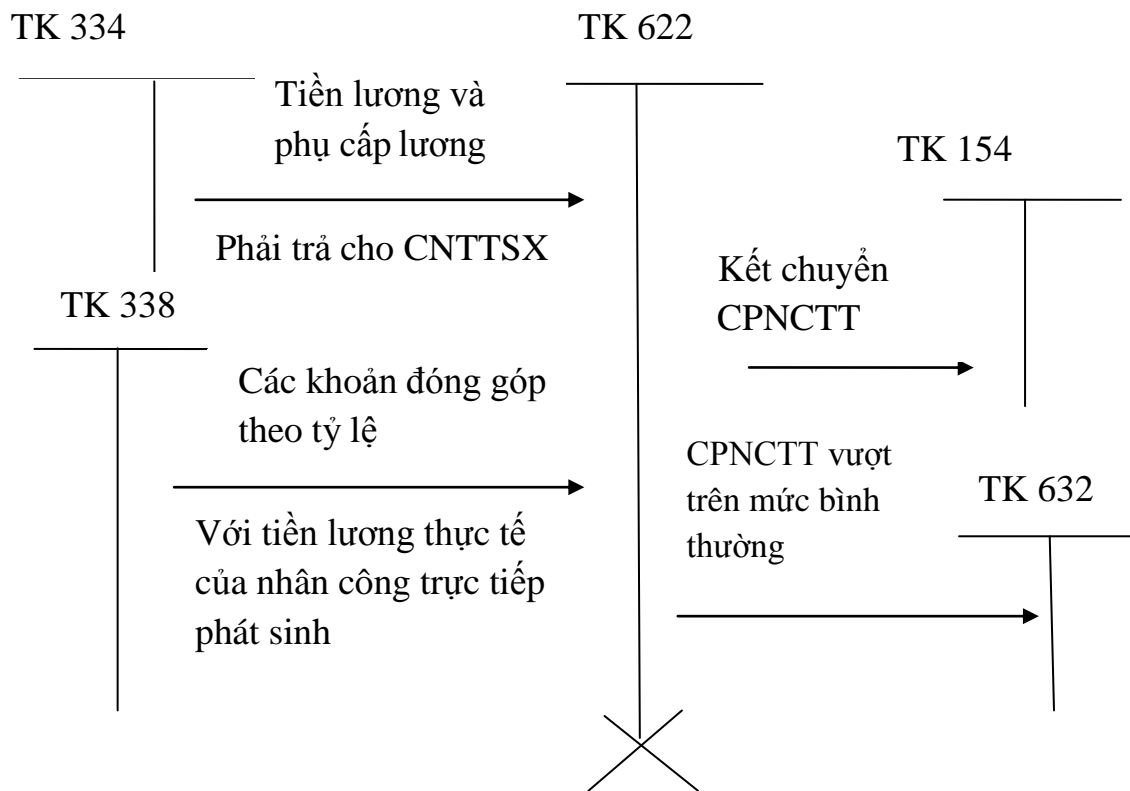 TK 334
TK 622
Tiền lương và
phụ cấp lương
TK 154
Phải trả cho CNTTSX
Kết chuyển
CPNCTT
TK 338
Các khoản đóng góp
theo tỷ lệ
CPNCTT vượt
trên mức bình
thường
TK 632
Với tiền lương thực tế
của nhân công trực tiếp
phát sinh